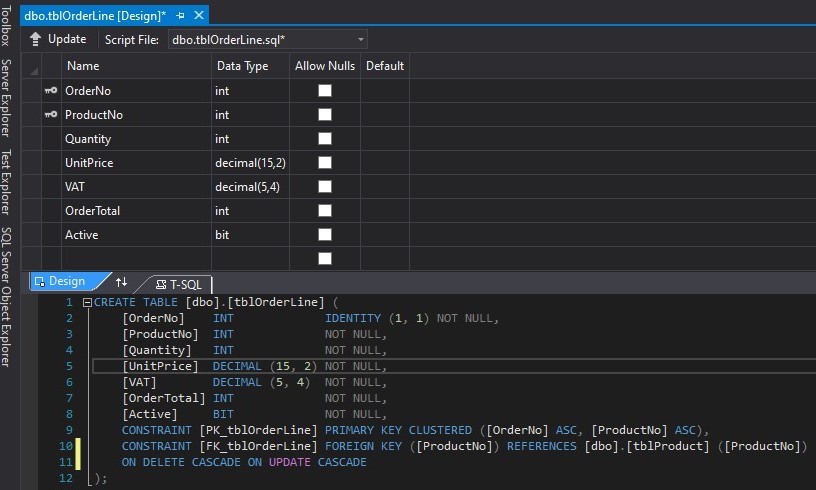 dbo.tblOrderLine [Design]*
Toolbox
Server Explorer
Test Explorer
SQL Server Object Explorer
Update Script File: dbo.tblOrderLine.sql*
Name Data Type Allow Nulls Default
OrderNo int
ProductNo int
Quantity int
UnitPrice decimal(15,2)
VAT decimal(5,4)
OrderTotal int
Active bit
Design T-SQL
1 CREATE TABLE [dbo].[tblOrderLine] (
2 [OrderNo] INT IDENTITY (1, 1) NOT NULL,
3 [ProductNo] INT NOT NULL,
4 [Quantity] INT NOT NULL,
5 [UnitPrice] DECIMAL (15, 2) NOT NULL,
6 [VAT] DECIMAL (5, 4) NOT NULL,
7 [OrderTotal] INT NOT NULL,
8 [Active] BIT NOT NULL,
9 CONSTRAINT [PK_tblOrderLine] PRIMARY KEY CLUSTERED ([OrderNo] ASC, [ProductNo] ASC),
10 CONSTRAINT [FK_tblOrderLine] FOREIGN KEY ([ProductNo]) REFERENCES [dbo].[tblProduct] ([ProductNo])
11 ON DELETE CASCADE ON UPDATE CASCADE
12 );